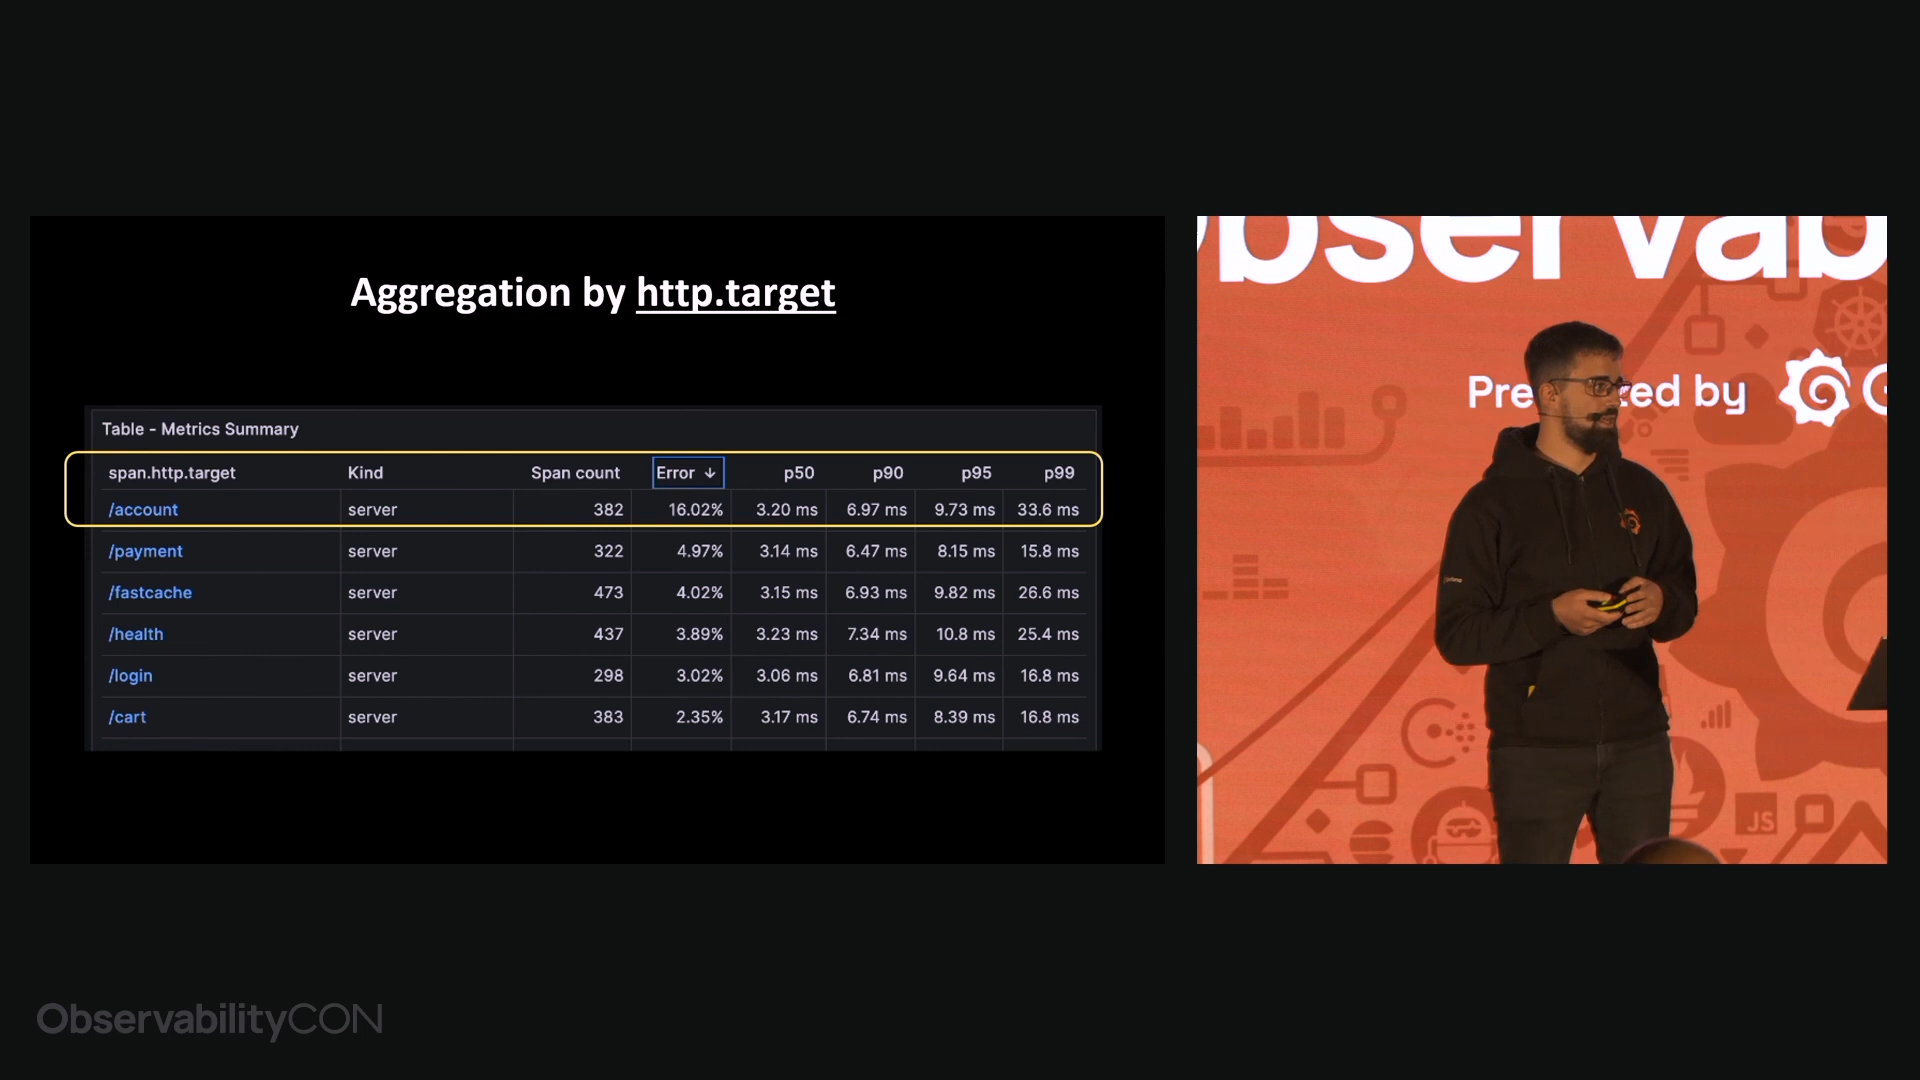 Aggregation by http.target
Table - Metrics Summary
span.http.target Kind Span count Error ↓ p50 p90 p95 p99
/account server 382 16.02% 3.20 ms 6.97 ms 9.73 ms 33.6 ms
/payment server 322 4.97% 3.14 ms 6.47 ms 8.15 ms 15.8 ms
/fastcache server 473 4.02% 3.15 ms 6.93 ms 9.82 ms 26.6 ms
/health server 437 3.89% 3.23 ms 7.34 ms 10.8 ms 25.4 ms
/login server 298 3.02% 3.06 ms 6.81 ms 9.64 ms 16.8 ms
/cart server 383 2.35% 3.17 ms 6.74 ms 8.39 ms 16.8 ms
Observab
Pre ed by G
JS
ObservabilityCON